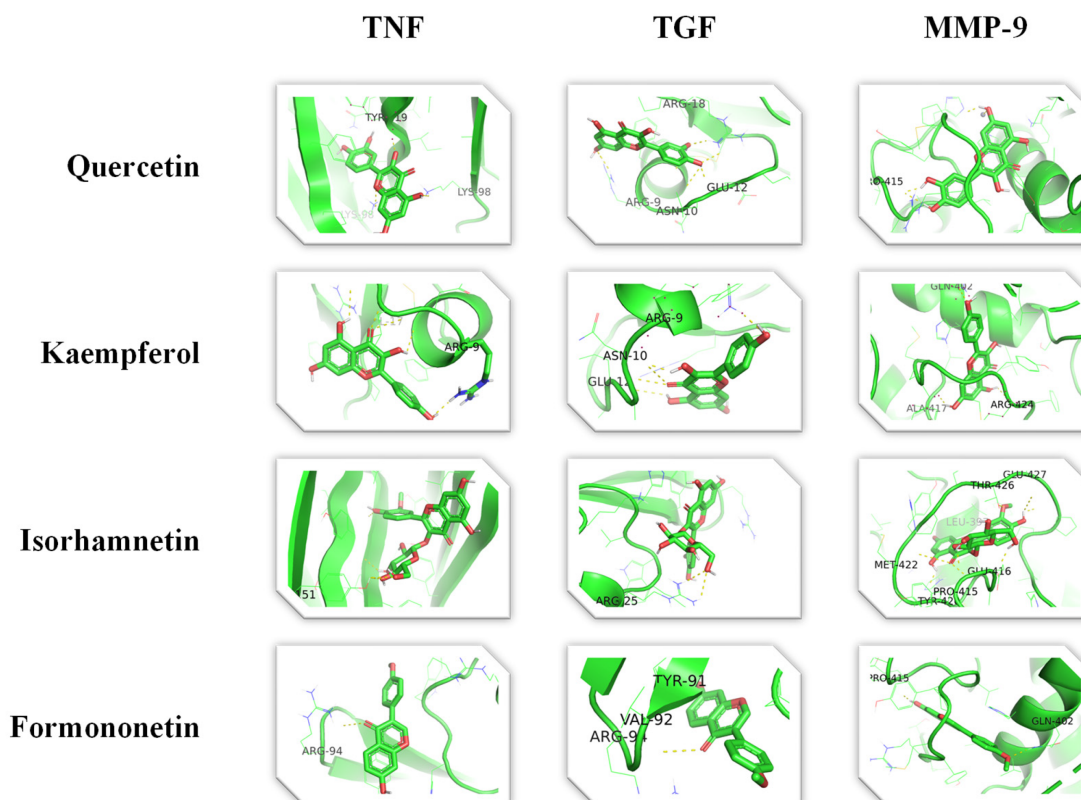 TNF TGF MMP-9
Quercetin
LYS-98
LYS-98
ARG-18
ARG-9
ASN-10
GLU-12
Kaempferol
ARG-9
ARG-9
ASN-10
GLN-402
ALA-417
ARG-424
Isorhamnetin
ARG-25
GLU-427
THR-426
MET-422
GLU-416
PRO-415
Formononetin
ARG-94
TYR-91
VAL-92
ARG-94
PRO-415
GLN-402